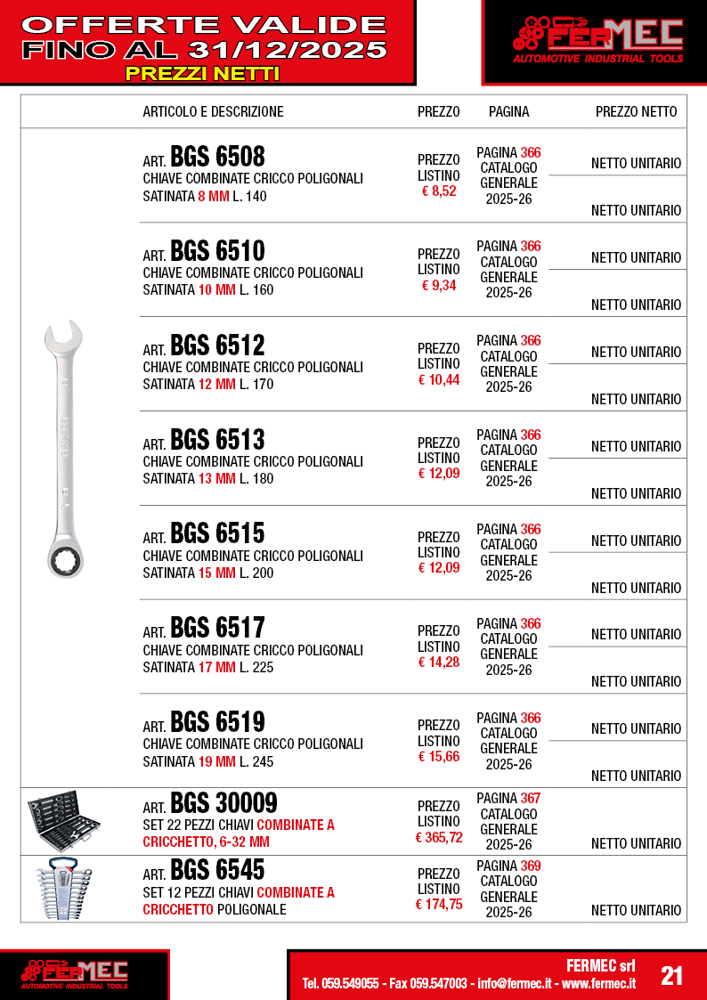 OFFERTE VALIDE
FINO AL 31/12/2025
PREZZI NETTI
FERMEC
AUTOMOTIVE INDUSTRIAL TOOLS
ARTICOLO E DESCRIZIONE PREZZO PAGINA PREZZO NETTO
ART. BGS 6508
CHIAVE COMBINATE CRICCO POLIGONALI
SATINATA 8 MM L. 140
PREZZO
LISTINO
€ 8,52
PAGINA 366
CATALOGO
GENERALE
2025-26
NETTO UNITARIO
NETTO UNITARIO
ART. BGS 6510
CHIAVE COMBINATE CRICCO POLIGONALI
SATINATA 10 MM L. 160
PREZZO
LISTINO
€ 9,34
PAGINA 366
CATALOGO
GENERALE
2025-26
NETTO UNITARIO
NETTO UNITARIO
ART. BGS 6512
CHIAVE COMBINATE CRICCO POLIGONALI
SATINATA 12 MM L. 170
PREZZO
LISTINO
€ 10,44
PAGINA 366
CATALOGO
GENERALE
2025-26
NETTO UNITARIO
NETTO UNITARIO
ART. BGS 6513
CHIAVE COMBINATE CRICCO POLIGONALI
SATINATA 13 MM L. 180
PREZZO
LISTINO
€ 12,09
PAGINA 366
CATALOGO
GENERALE
2025-26
NETTO UNITARIO
NETTO UNITARIO
ART. BGS 6515
CHIAVE COMBINATE CRICCO POLIGONALI
SATINATA 15 MM L. 200
PREZZO
LISTINO
€ 12,09
PAGINA 366
CATALOGO
GENERALE
2025-26
NETTO UNITARIO
NETTO UNITARIO
ART. BGS 6517
CHIAVE COMBINATE CRICCO POLIGONALI
SATINATA 17 MM L. 225
PREZZO
LISTINO
€ 14,28
PAGINA 366
CATALOGO
GENERALE
2025-26
NETTO UNITARIO
NETTO UNITARIO
ART. BGS 6519
CHIAVE COMBINATE CRICCO POLIGONALI
SATINATA 19 MM L. 245
PREZZO
LISTINO
€ 15,66
PAGINA 366
CATALOGO
GENERALE
2025-26
NETTO UNITARIO
NETTO UNITARIO
ART. BGS 30009
SET 22 PEZZI CHIAVI COMBINATE A
CRICCHETTO, 6-32 MM
PREZZO
LISTINO
€ 365,72
PAGINA 367
CATALOGO
GENERALE
2025-26
NETTO UNITARIO
ART. BGS 6545
SET 12 PEZZI CHIAVI COMBINATE A
CRICCHETTO POLIGONALE
PREZZO
LISTINO
€ 174,75
PAGINA 369
CATALOGO
GENERALE
2025-26
NETTO UNITARIO
FERMEC
AUTOMOTIVE INDUSTRIAL TOOLS
FERMEC srl
Tel. 059.549055 - Fax 059.547003 - info@fermec.it - www.fermec.it
21